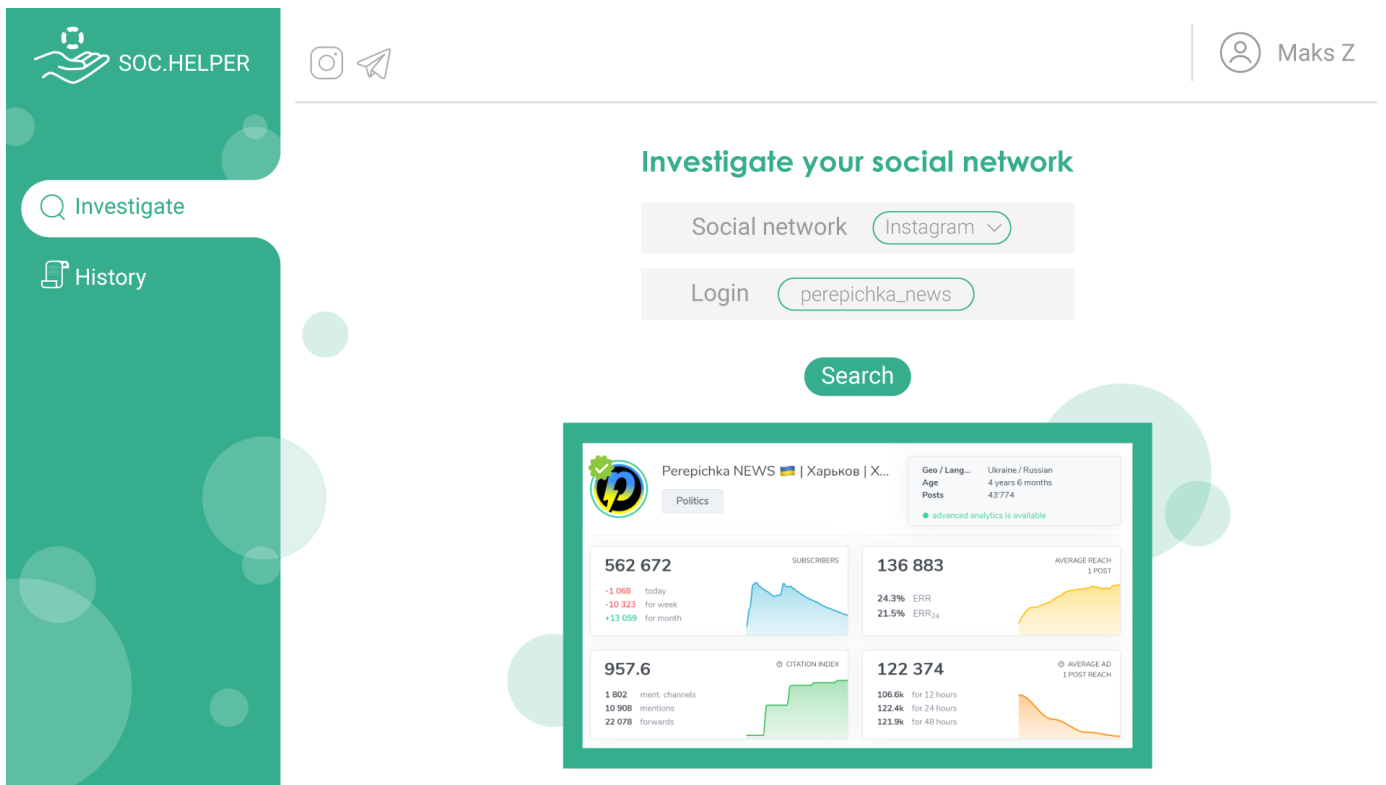 SOC.HELPER
Maks Z
Investigate
History
Investigate your social network
Social network Instagram
Login perepichka_news
Search
Perepichka NEWS 🇺🇦 | Харьков | Х...
Politics
Geo / Lang... Ukraine / Russian
Age 4 years 6 months
Posts 43'774
advanced analytics is available
562 672 SUBSCRIBERS
-1 068 today
-10 323 for week
+13 059 for month
136 883 AVERAGE REACH
1 POST
24.3% ERR
21.5% ERR24
957.6 CITATION INDEX
1 802 ment. channels
10 908 mentions
22 078 forwards
122 374 AVERAGE AD
1 POST REACH
106.6k for 12 hours
122.4k for 24 hours
121.9k for 48 hours